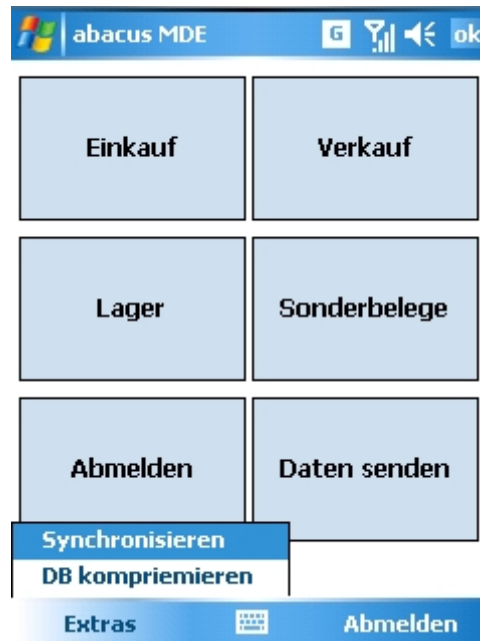 abacus MDE G ok
Einkauf Verkauf
Lager Sonderbelege
Abmelden Daten senden
Synchronisieren
DB kompriemieren
Extras Abmelden